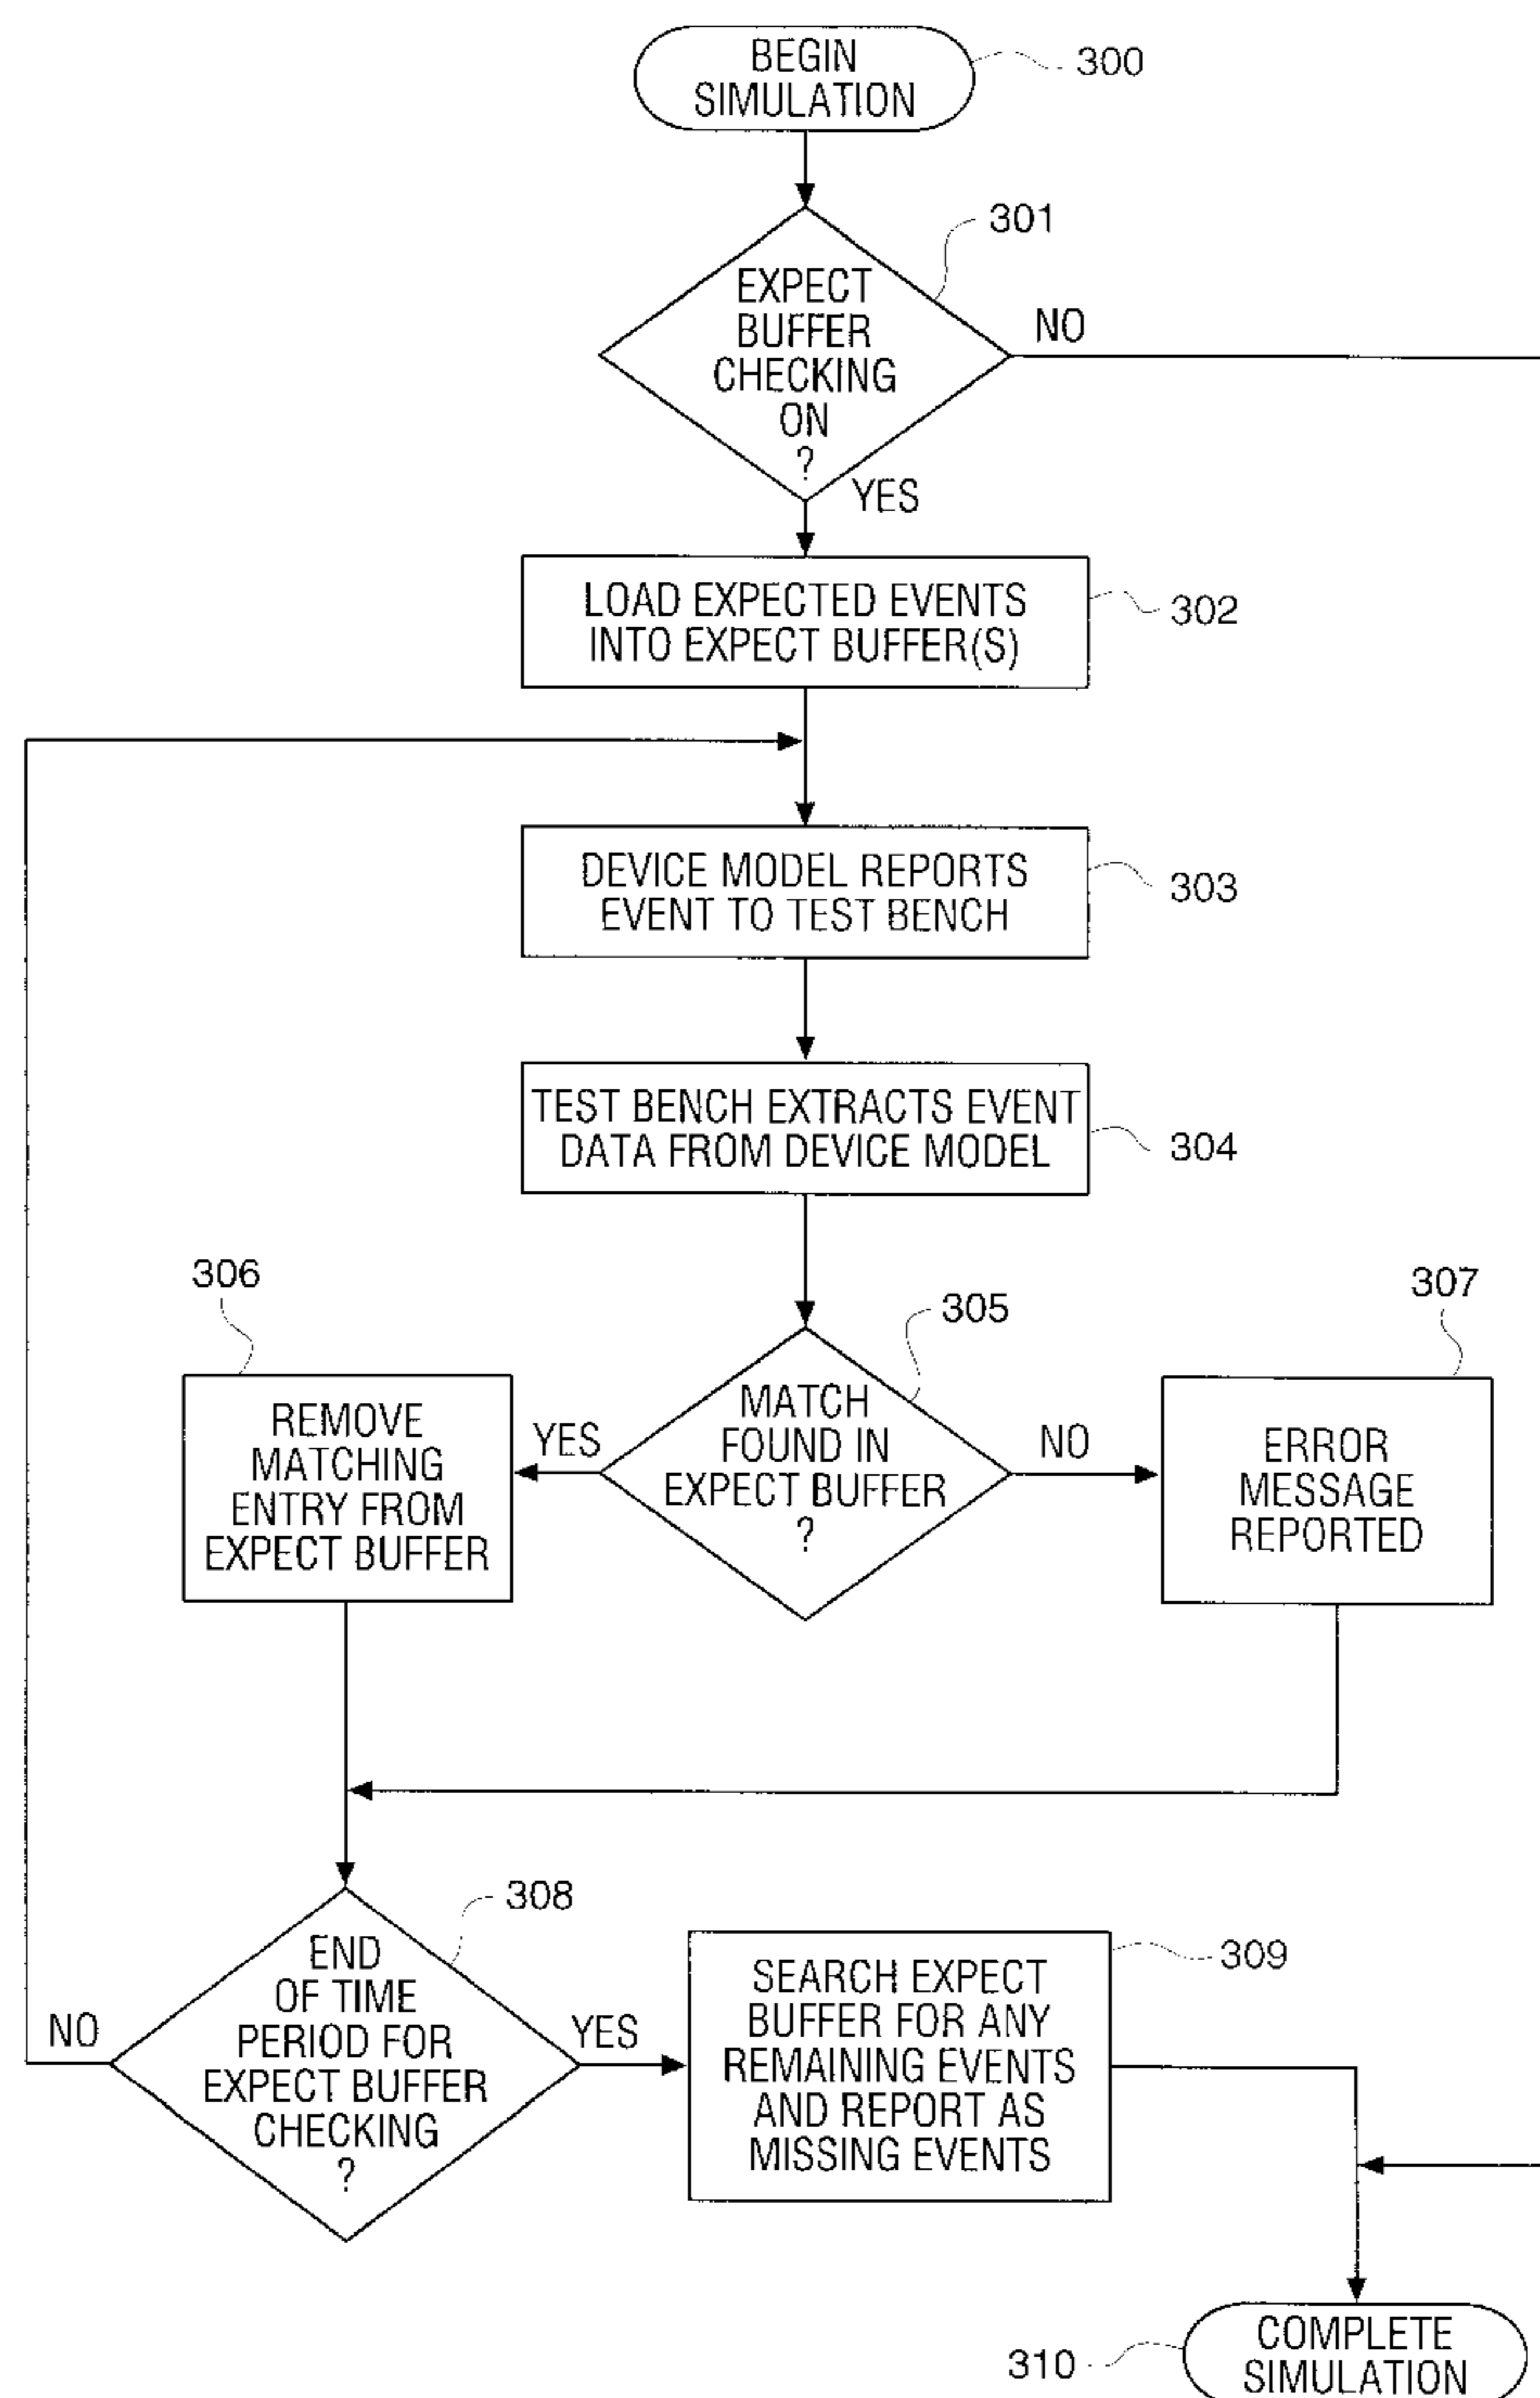 BEGIN
SIMULATION
300
301
EXPECT
BUFFER
CHECKING
ON
?
NO
YES
LOAD EXPECTED EVENTS
INTO EXPECT BUFFER(S)
302
DEVICE MODEL REPORTS
EVENT TO TEST BENCH
303
TEST BENCH EXTRACTS EVENT
DATA FROM DEVICE MODEL
304
306
305
307
REMOVE
MATCHING
ENTRY FROM
EXPECT BUFFER
YES
MATCH
FOUND IN
EXPECT BUFFER
?
NO
ERROR
MESSAGE
REPORTED
308
END
OF TIME
PERIOD FOR
EXPECT BUFFER
CHECKING
?
NO
YES
309
SEARCH EXPECT
BUFFER FOR ANY
REMAINING EVENTS
AND REPORT AS
MISSING EVENTS
310
COMPLETE
SIMULATION